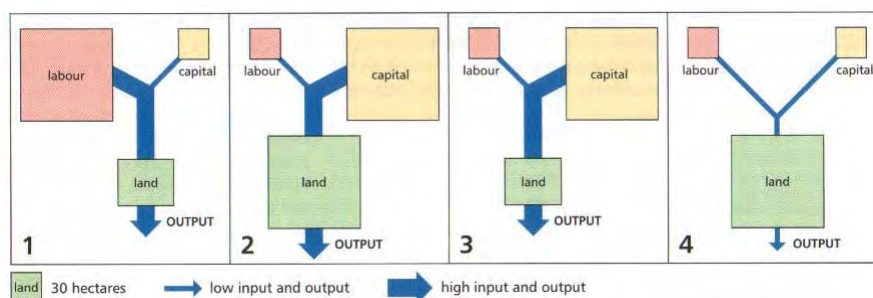 labour
capital
land
OUTPUT
1
labour
capital
land
OUTPUT
2
labour
capital
land
OUTPUT
3
labour
capital
land
OUTPUT
4
land 30 hectares low input and output high input and output